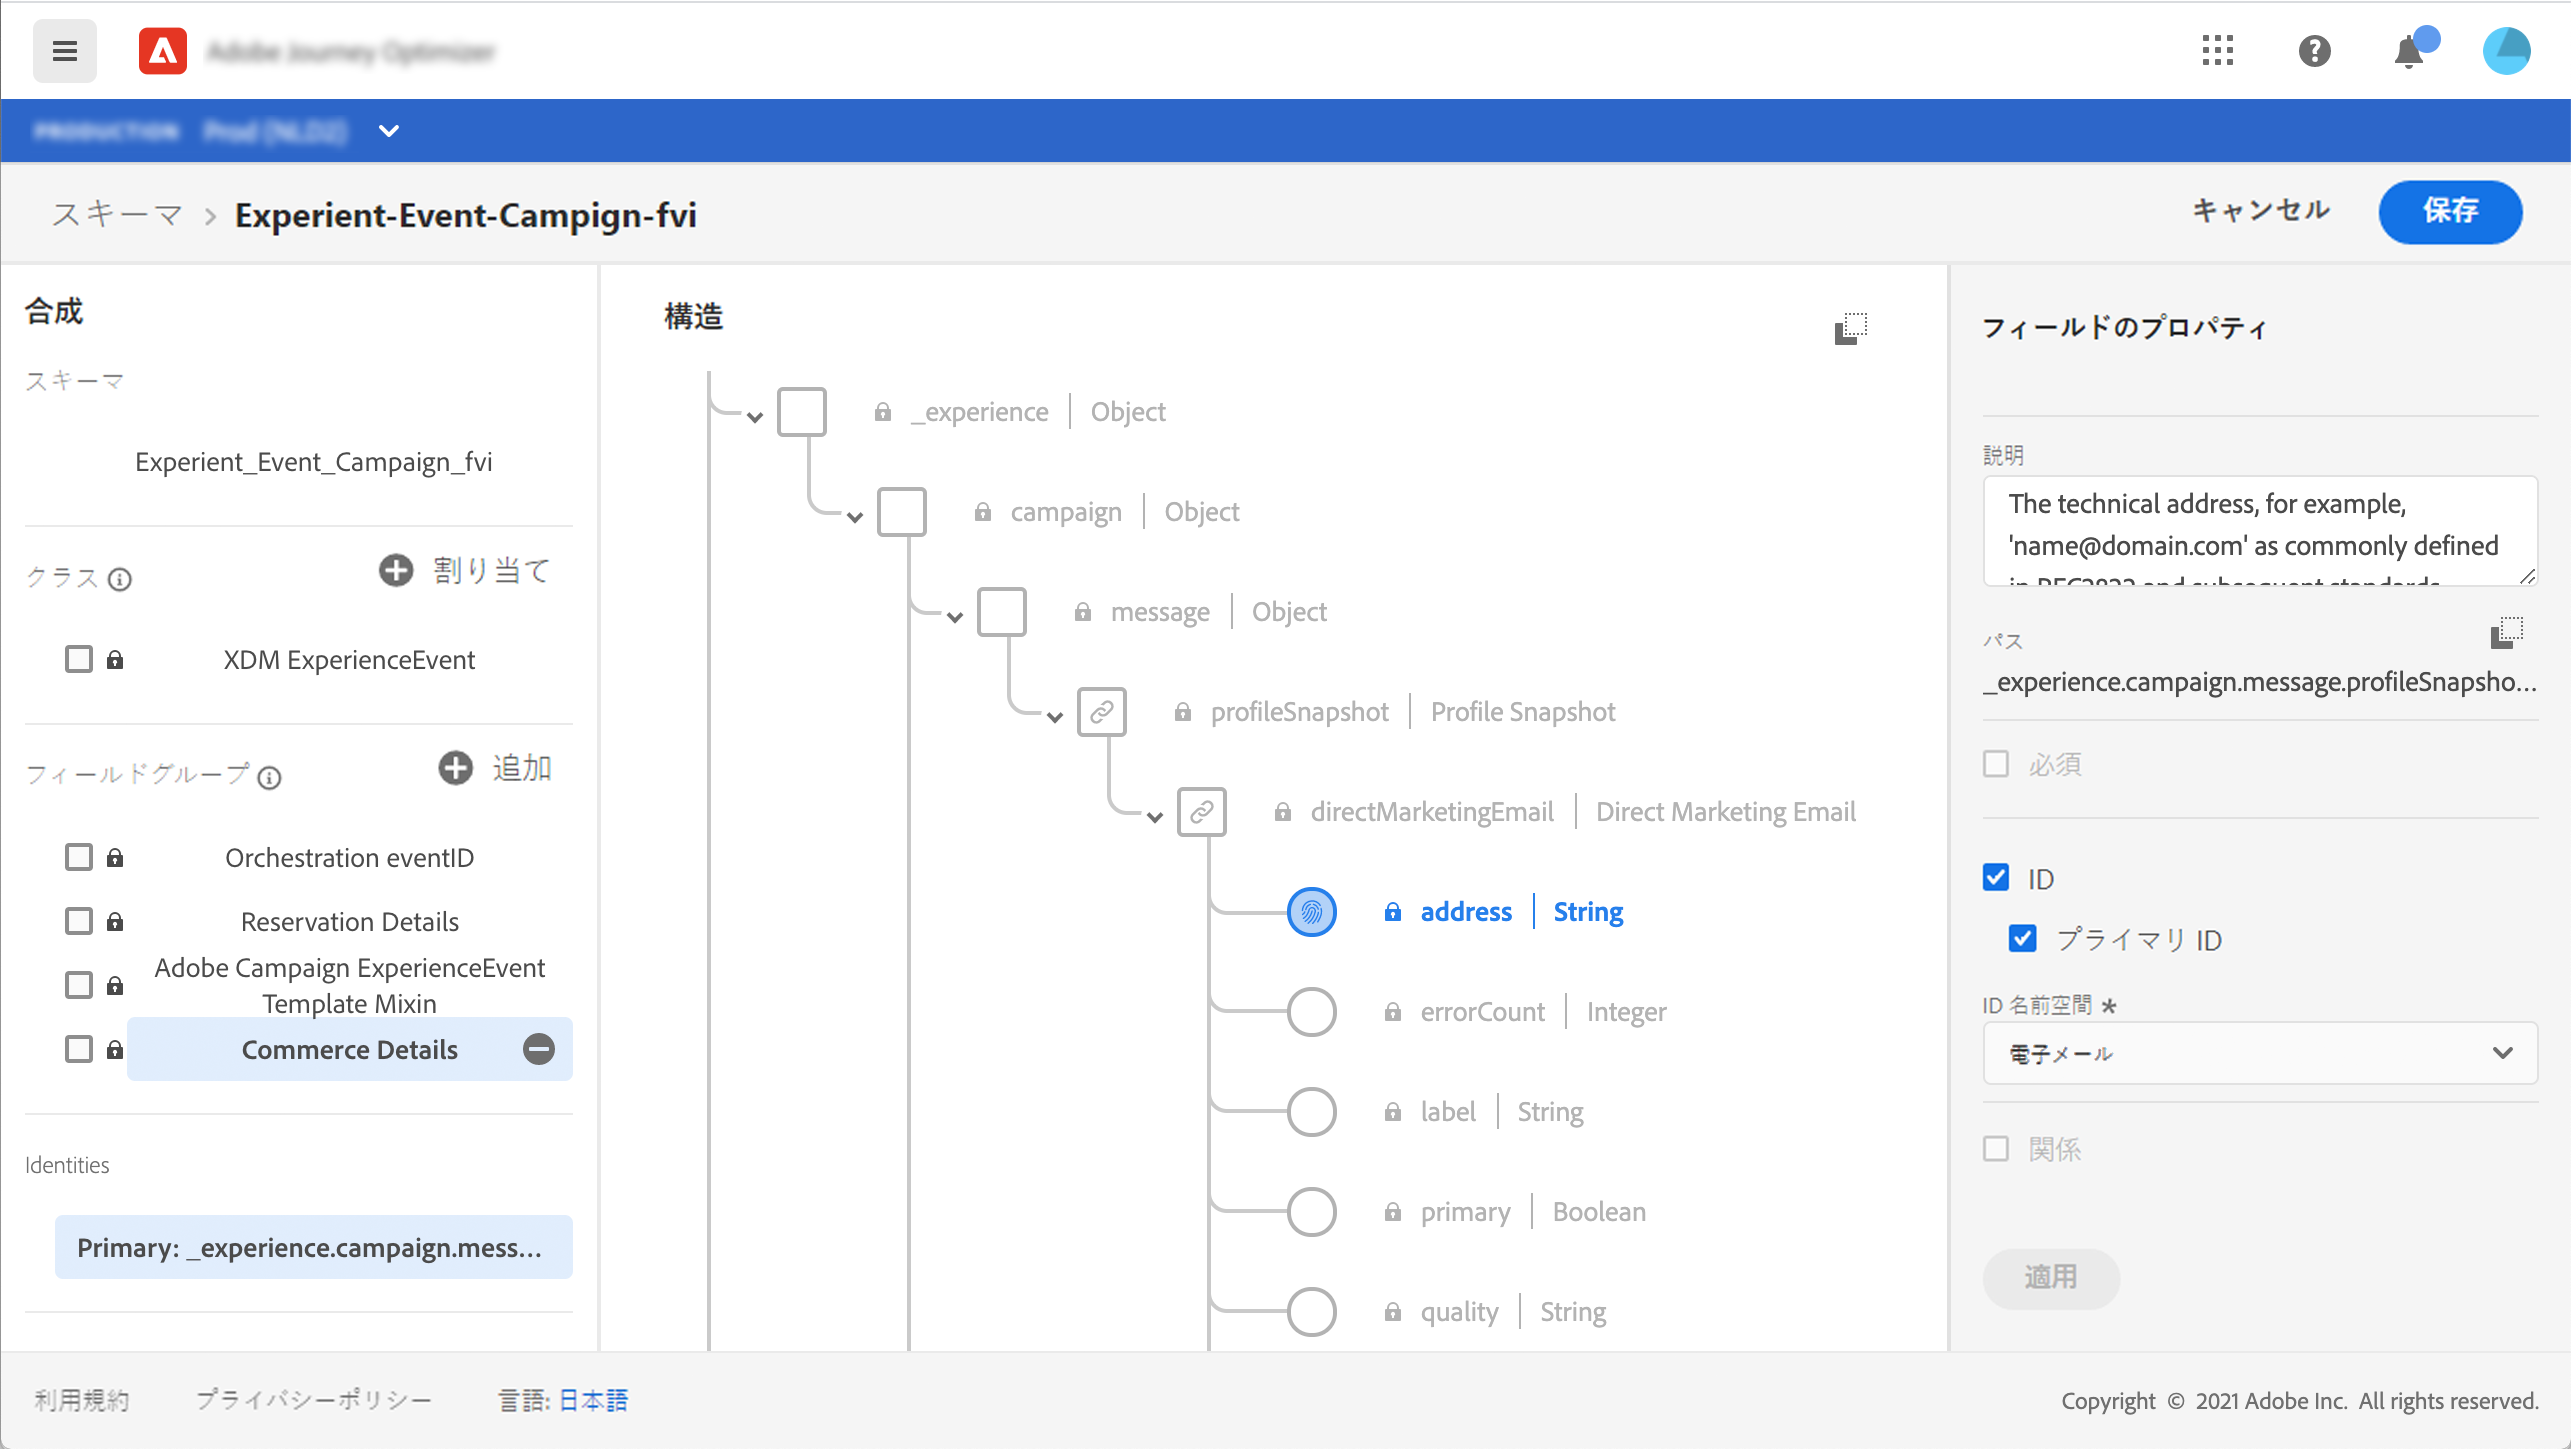 スキーマ > Experient-Event-Campign-fvi
キャンセル
保存
合成
スキーマ
Experient_Event_Campaign_fvi
クラス
割り当て
XDM ExperienceEvent
フィールドグループ
追加
Orchestration eventID
Reservation Details
Adobe Campaign ExperienceEvent
Template Mixin
Commerce Details
Identities
Primary: _experience.campaign.mess...
構造
_experience | Object
campaign | Object
message | Object
profileSnapshot | Profile Snapshot
directMarketingEmail | Direct Marketing Email
address | String
errorCount | Integer
label | String
primary | Boolean
quality | String
フィールドのプロパティ
説明
The technical address, for example,
'name@domain.com' as commonly defined
in RFC2822 and subsequent standards
パス
_experience.campaign.message.profileSnapsho...
必須
ID
プライマリ ID
ID 名前空間 *
電子メール
関係
適用
利用規約
プライバシーポリシー
言語: 日本語
Copyright © 2021 Adobe Inc. All rights reserved.